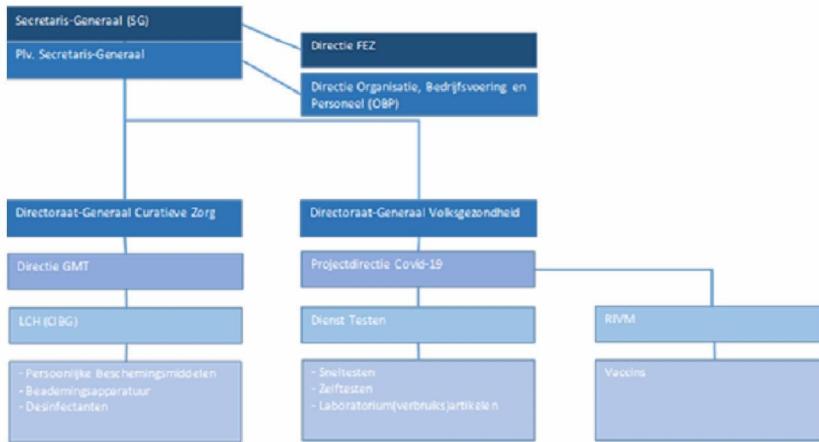 Secretaris-Generaal (SG)
Plv. Secretaris-Generaal
Directie FEZ
Directie Organisatie, Bedrijfsvoering en
Personeel (OBP)
Directoraat-Generaal Curatieve Zorg
Directoraat-Generaal Volksgezondheid
Directie GMT
Projectdirectie Covid-19
LCH (CIBG)
Dienst Testen
RIVM
- Persoonlijke Beschemingsmiddelen
- Beademingsapparatuur
- Desinfectanten
- Sneltesten
- Zelftesten
- Laboratorium(verbruiks)artikelen
Vaccins